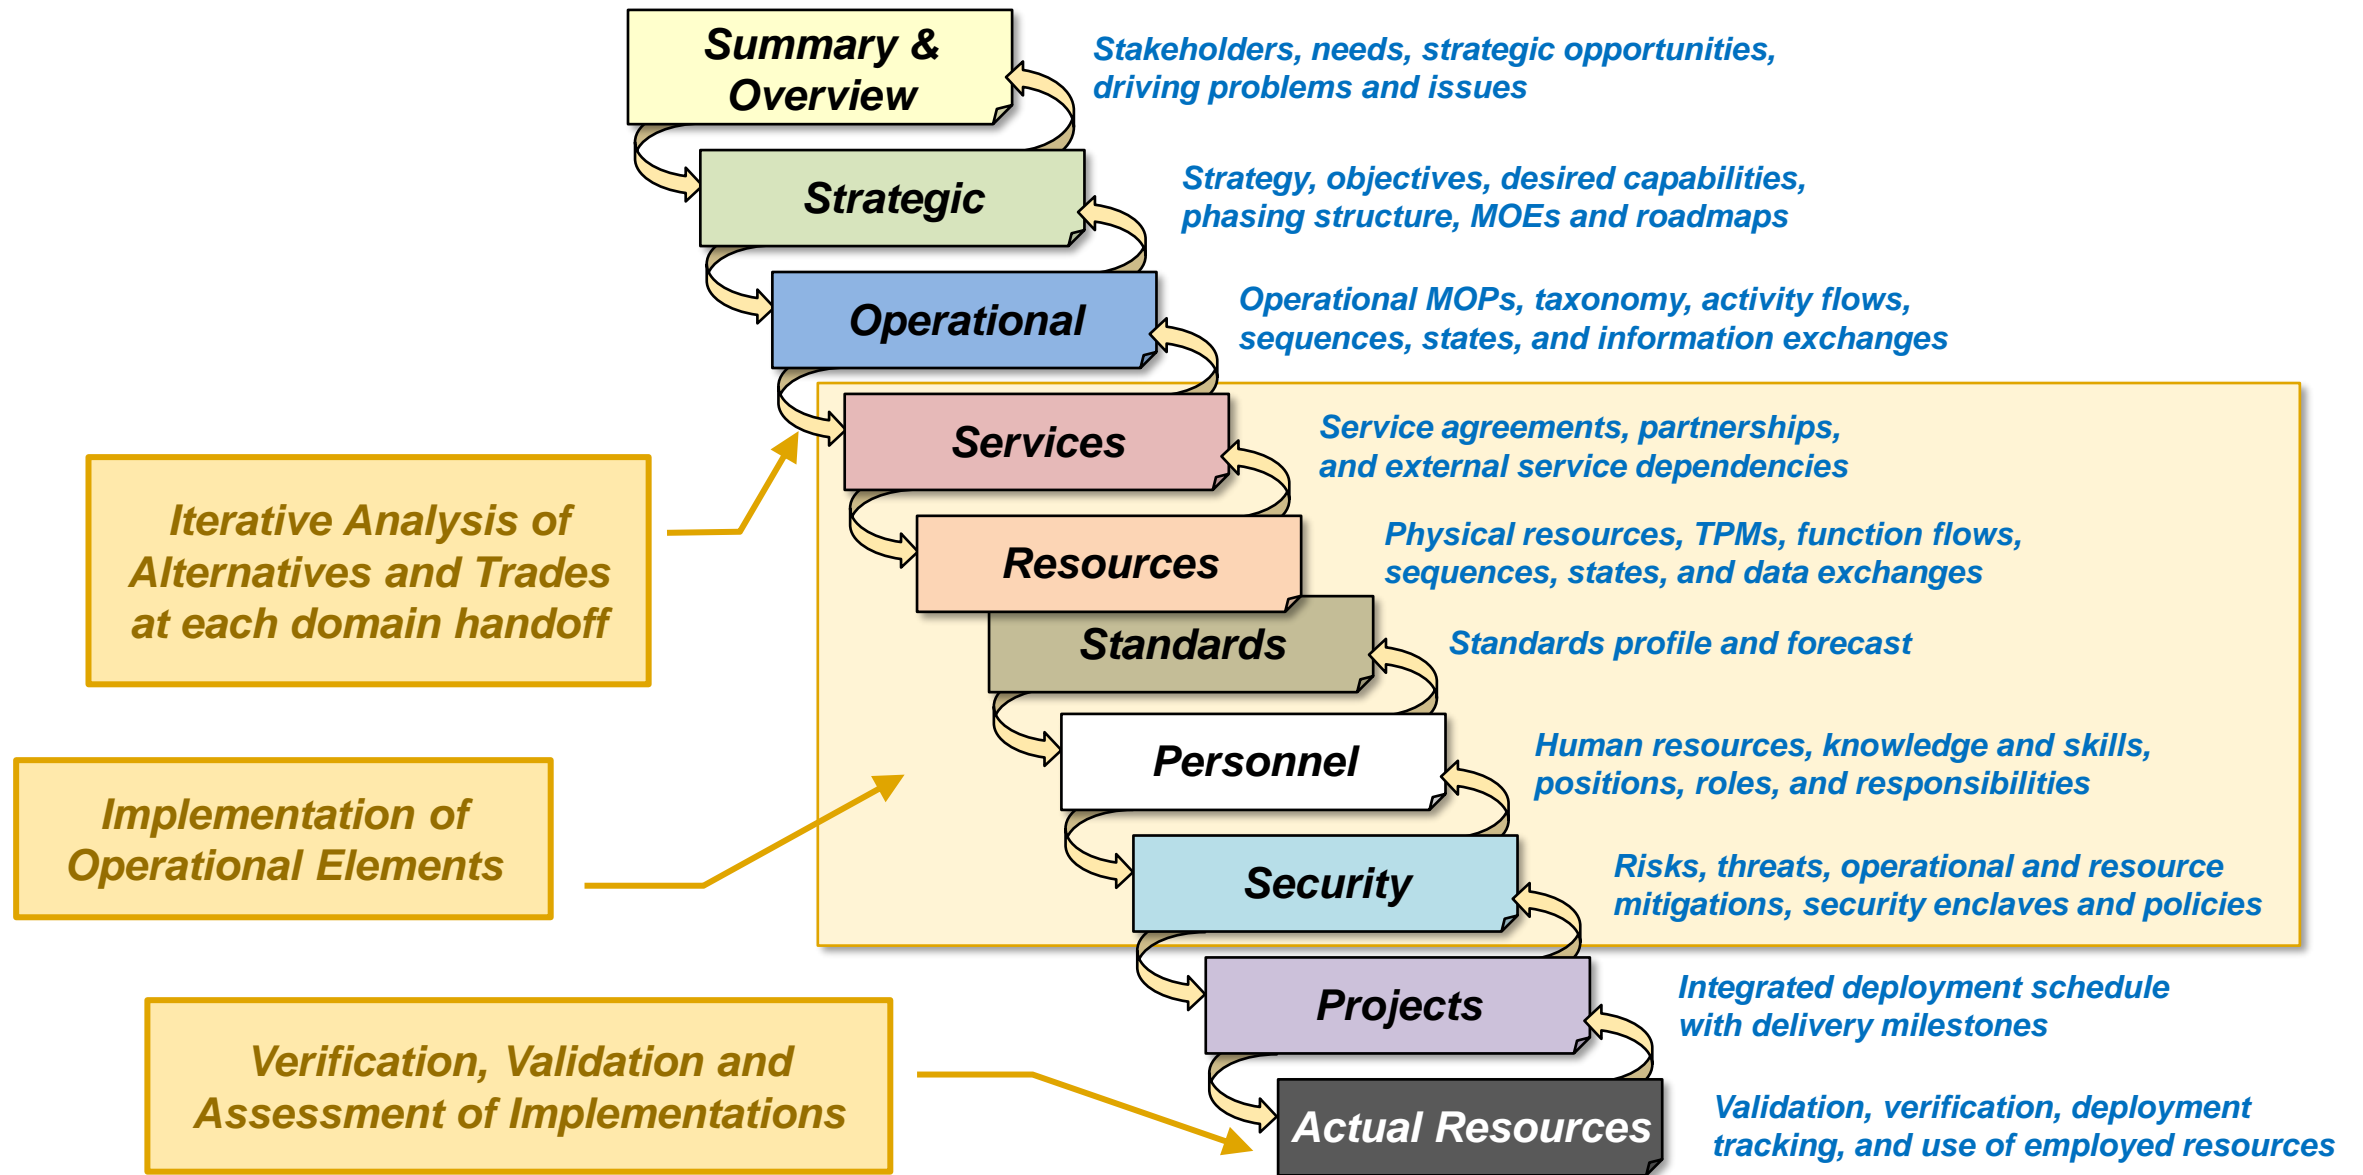 Summary &
Overview
Stakeholders, needs, strategic opportunities,
driving problems and issues
Strategic
Strategy, objectives, desired capabilities,
phasing structure, MOEs and roadmaps
Operational
Operational MOPs, taxonomy, activity flows,
sequences, states, and information exchanges
Services
Service agreements, partnerships,
and external service dependencies
Iterative Analysis of
Alternatives and Trades
at each domain handoff
Resources
Physical resources, TPMs, function flows,
sequences, states, and data exchanges
Standards
Standards profile and forecast
Personnel
Human resources, knowledge and skills,
positions, roles, and responsibilities
Implementation of
Operational Elements
Security
Risks, threats, operational and resource
mitigations, security enclaves and policies
Projects
Integrated deployment schedule
with delivery milestones
Verification, Validation and
Assessment of Implementations
Actual Resources
Validation, verification, deployment
tracking, and use of employed resources